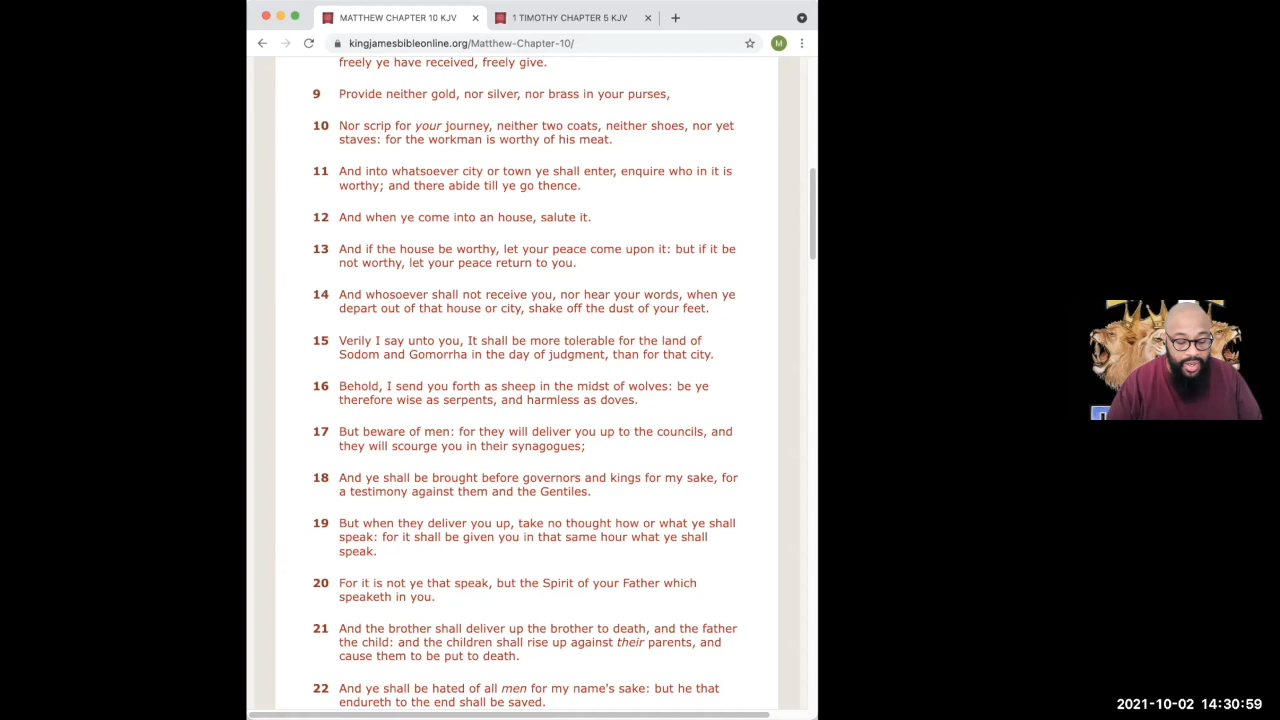 MATTHEW CHAPTER 10 KJV
1 TIMOTHY CHAPTER 5 KJV
kingjamesbibleonline.org/Matthew-Chapter-10/
M
freely ye have received, freely give.
9 Provide neither gold, nor silver, nor brass in your purses,
10 Nor scrip for your journey, neither two coats, neither shoes, nor yet
staves: for the workman is worthy of his meat.
11 And into whatsoever city or town ye shall enter, enquire who in it is
worthy; and there abide till ye go thence.
12 And when ye come into an house, salute it.
13 And if the house be worthy, let your peace come upon it: but if it be
not worthy, let your peace return to you.
14 And whosoever shall not receive you, nor hear your words, when ye
depart out of that house or city, shake off the dust of your feet.
15 Verily I say unto you, It shall be more tolerable for the land of
Sodom and Gomorrha in the day of judgment, than for that city.
16 Behold, I send you forth as sheep in the midst of wolves: be ye
therefore wise as serpents, and harmless as doves.
17 But beware of men: for they will deliver you up to the councils, and
they will scourge you in their synagogues;
18 And ye shall be brought before governors and kings for my sake, for
a testimony against them and the Gentiles.
19 But when they deliver you up, take no thought how or what ye shall
speak: for it shall be given you in that same hour what ye shall
speak.
20 For it is not ye that speak, but the Spirit of your Father which
speaketh in you.
21 And the brother shall deliver up the brother to death, and the father
the child: and the children shall rise up against their parents, and
cause them to be put to death.
22 And ye shall be hated of all men for my name's sake: but he that
endureth to the end shall be saved.
2021-10-02 14:30:59